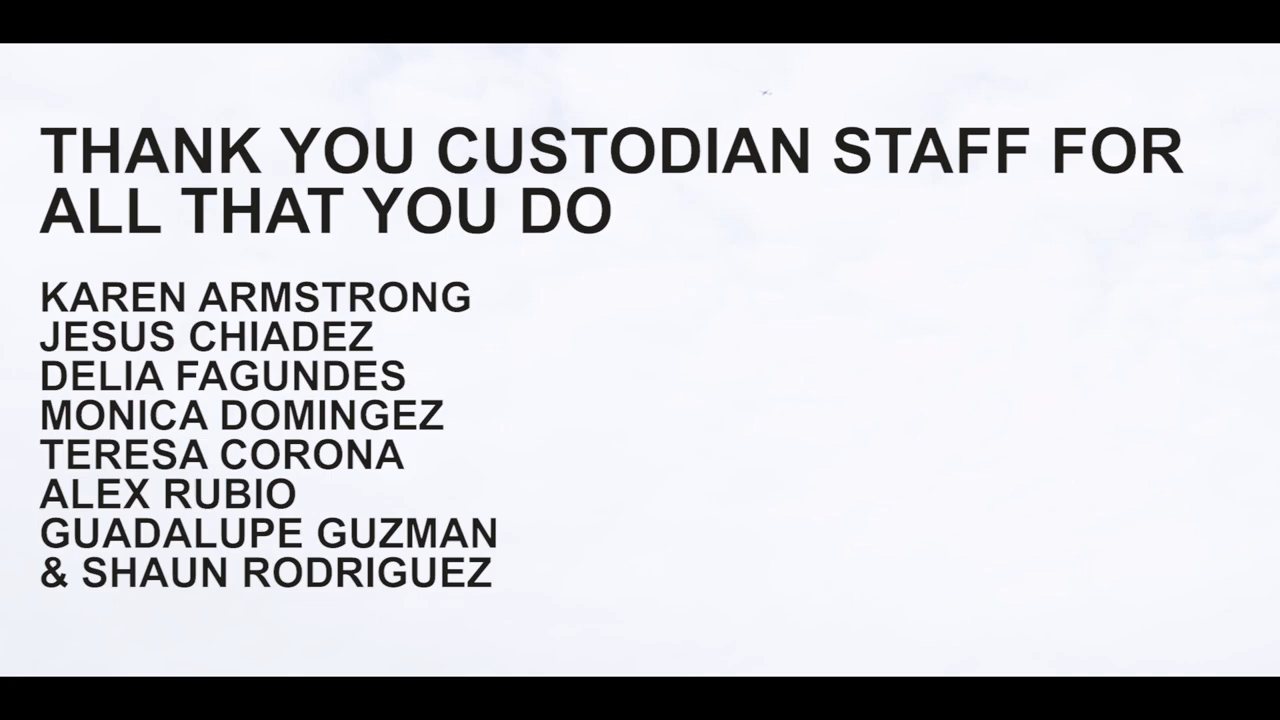 THANK YOU CUSTODIAN STAFF FOR
ALL THAT YOU DO
KAREN ARMSTRONG
JESUS CHIADEZ
DELIA FAGUNDES
MONICA DOMINGEZ
TERESA CORONA
ALEX RUBIO
GUADALUPE GUZMAN
& SHAUN RODRIGUEZ